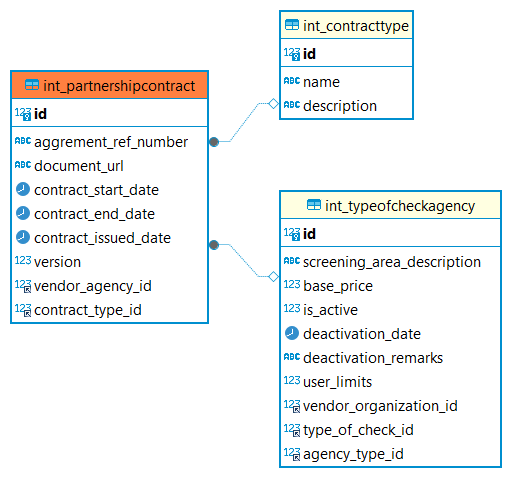 int_contracttype
123 id
ABC name
ABC description
int_partnershipcontract
123 id
ABC aggrement_ref_number
ABC document_url
contract_start_date
contract_end_date
contract_issued_date
123 version
123 vendor_agency_id
123 contract_type_id
int_typeofcheckagency
123 id
ABC screening_area_description
123 base_price
123 is_active
deactivation_date
ABC deactivation_remarks
123 user_limits
123 vendor_organization_id
123 type_of_check_id
123 agency_type_id